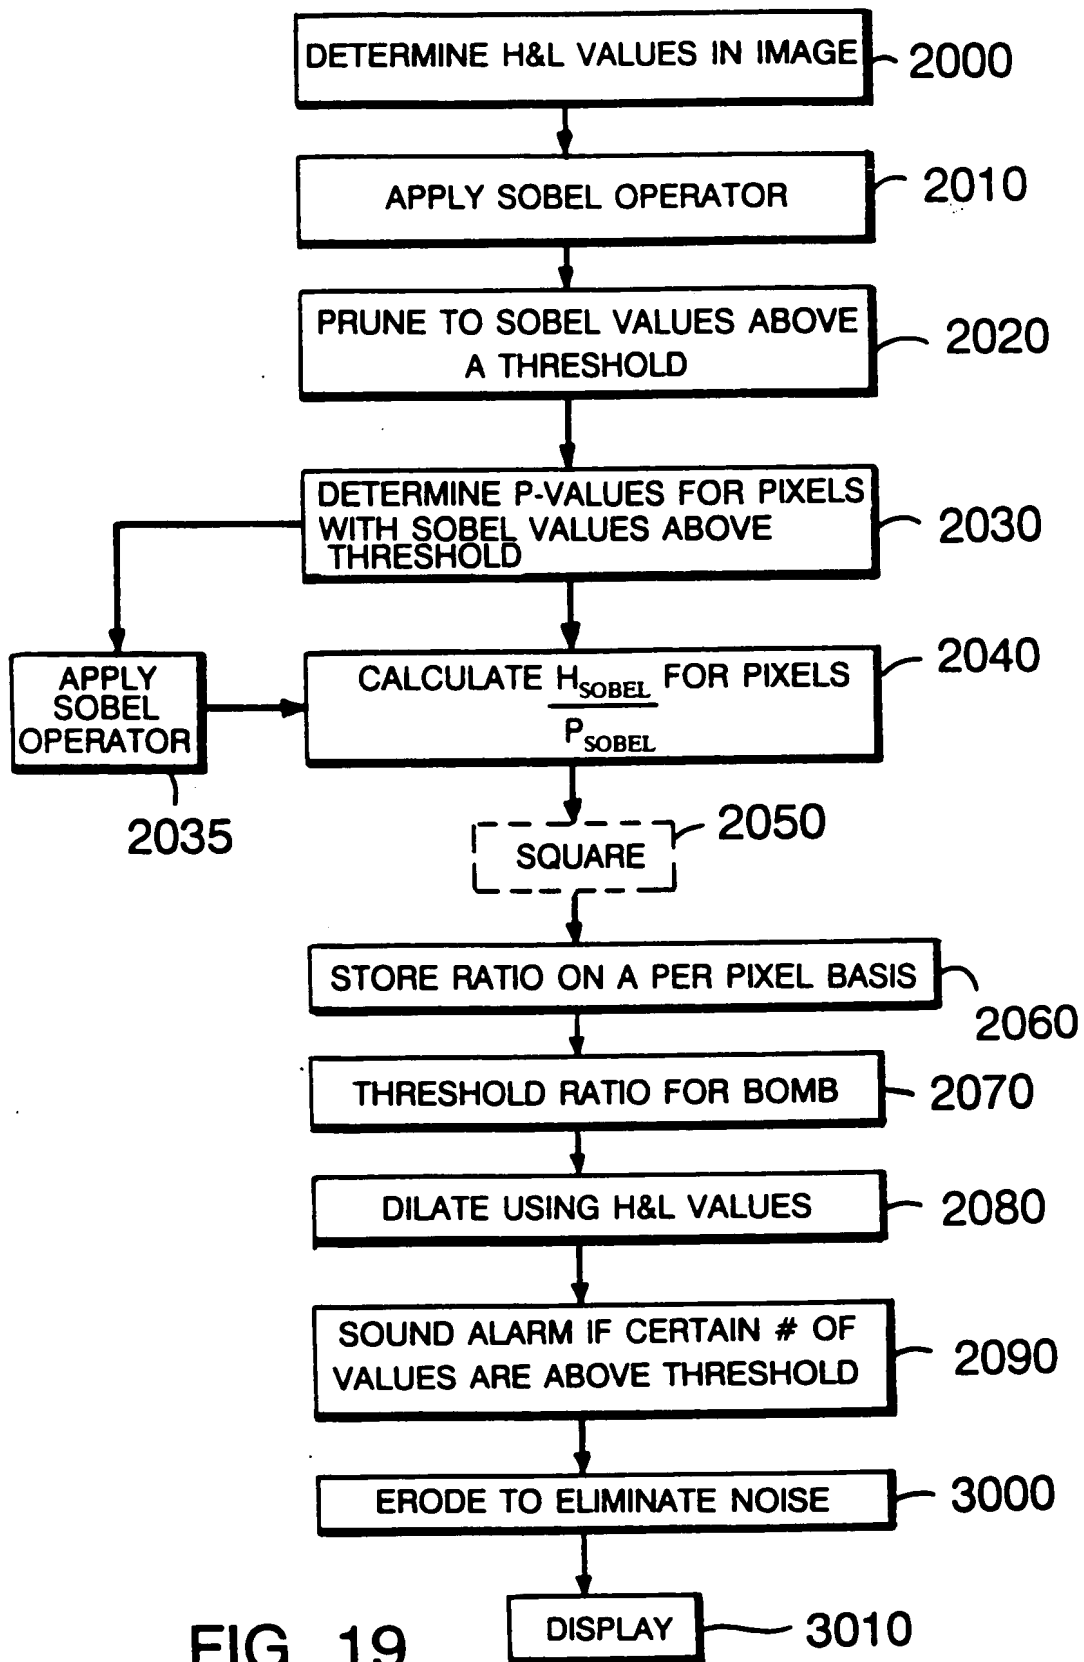 DETERMINE H&L VALUES IN IMAGE
2000
APPLY SOBEL OPERATOR
2010
PRUNE TO SOBEL VALUES ABOVE
A THRESHOLD
2020
DETERMINE P-VALUES FOR PIXELS
WITH SOBEL VALUES ABOVE
THRESHOLD
2030
APPLY
SOBEL
OPERATOR
2035
CALCULATE H_SOBEL FOR PIXELS
P_SOBEL
2040
SQUARE
2050
STORE RATIO ON A PER PIXEL BASIS
2060
THRESHOLD RATIO FOR BOMB
2070
DILATE USING H&L VALUES
2080
SOUND ALARM IF CERTAIN # OF
VALUES ARE ABOVE THRESHOLD
2090
ERODE TO ELIMINATE NOISE
3000
DISPLAY
3010
FIG. 19